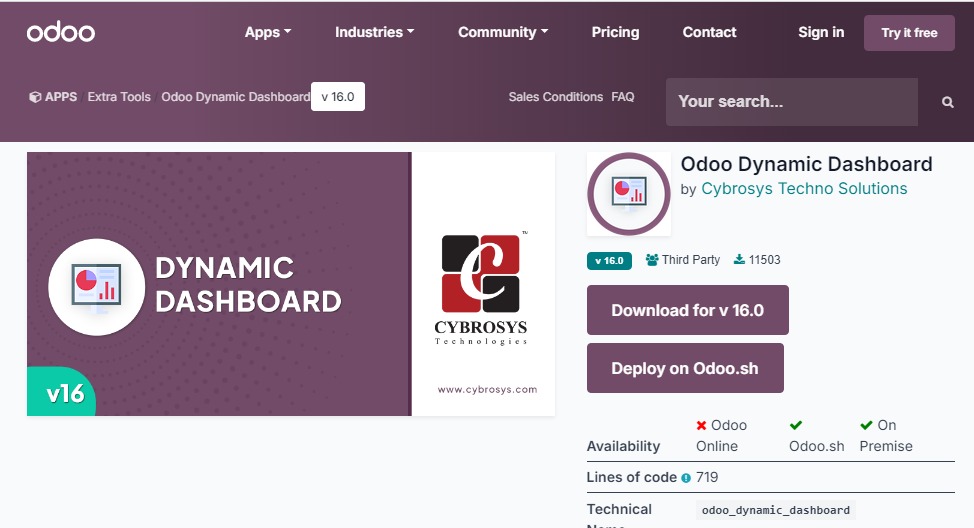 odoo
Apps Industries Community Pricing Contact Sign in Try it free
APPS Extra Tools Odoo Dynamic Dashboard v 16.0 Sales Conditions FAQ Your search...
DYNAMIC
DASHBOARD
v16
C
TM
CYBROSYS
Technologies
www.cybrosys.com
Odoo Dynamic Dashboard
by Cybrosys Techno Solutions
v 16.0 Third Party 11503
Download for v 16.0
Deploy on Odoo.sh
Availability Odoo Online Odoo.sh On Premise
Lines of code 719
Technical odoo_dynamic_dashboard